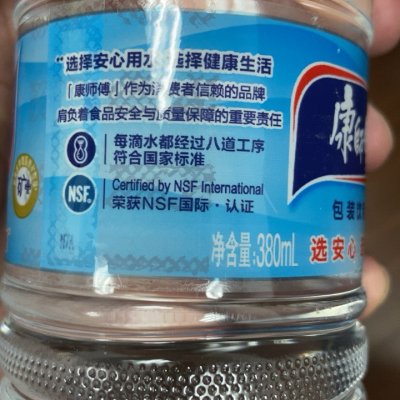 “选择安心用水 选择健康生活
「康师傅」作为消费者信赖的品牌
肩负着食品安全与质量保障的重要责任
8
每滴水都经过八道工序
符合国家标准
NSF
Certified by NSF International
荣获NSF国际·认证
净含量:380mL
康师
包装饮
选安心